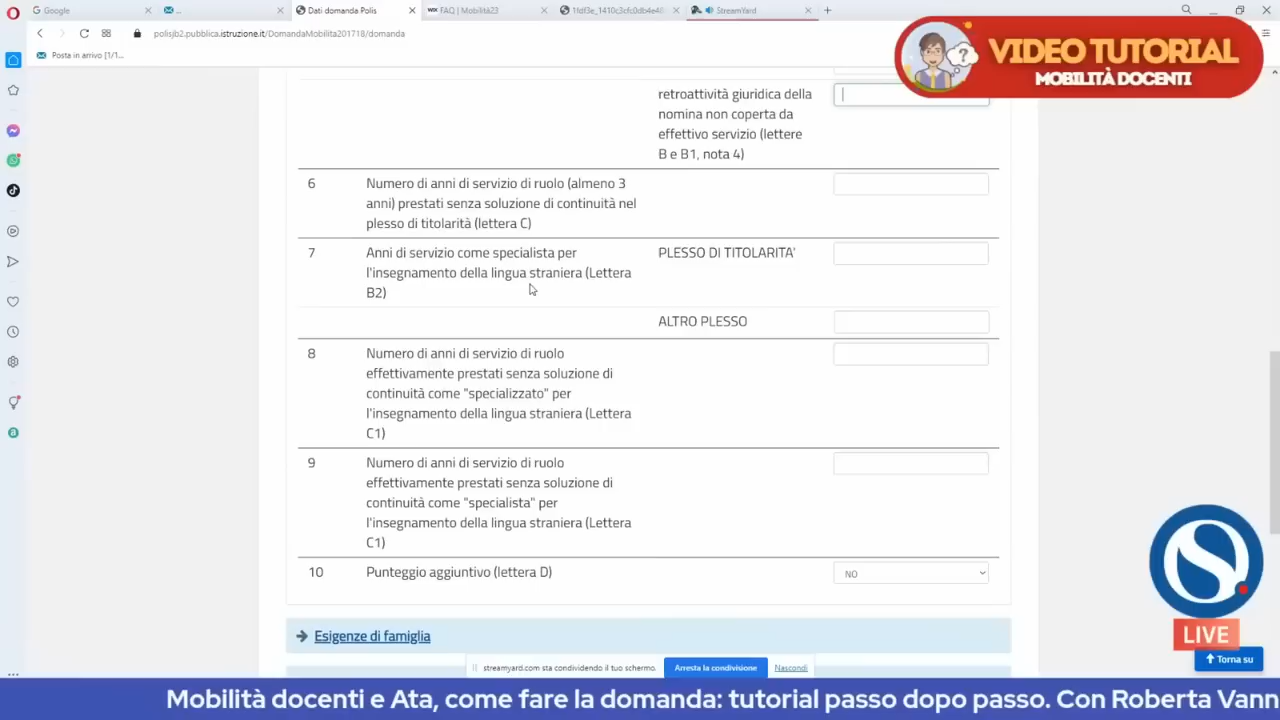 Google
...
Dati domanda Polis
WX FAQ | Mobilità23
1fdf3e_1410c3cfc0db4e4f8
StreamYard
polisjb2.pubblica.istruzione.it/DomandaMobilita201718/domanda
Posta in arrivo [1/1...
VIDEO TUTORIAL
MOBILITÀ DOCENTI
retroattività giuridica della
nomina non coperta da
effettivo servizio (lettere
B e B1, nota 4)
6 Numero di anni di servizio di ruolo (almeno 3
anni) prestati senza soluzione di continuità nel
plesso di titolarità (lettera C)
7 Anni di servizio come specialista per PLESSO DI TITOLARITA'
l'insegnamento della lingua straniera (Lettera
B2)
ALTRO PLESSO
8 Numero di anni di servizio di ruolo
effettivamente prestati senza soluzione di
continuità come "specializzato" per
l'insegnamento della lingua straniera (Lettera
C1)
9 Numero di anni di servizio di ruolo
effettivamente prestati senza soluzione di
continuità come "specialista" per
l'insegnamento della lingua straniera (Lettera
C1)
10 Punteggio aggiuntivo (lettera D) NO
Esigenze di famiglia
streamyard.com sta condividendo il tuo schermo. Arresta la condivisione Nascondi
S
LIVE
Torna su
Mobilità docenti e Ata, come fare la domanda: tutorial passo dopo passo. Con Roberta Vann